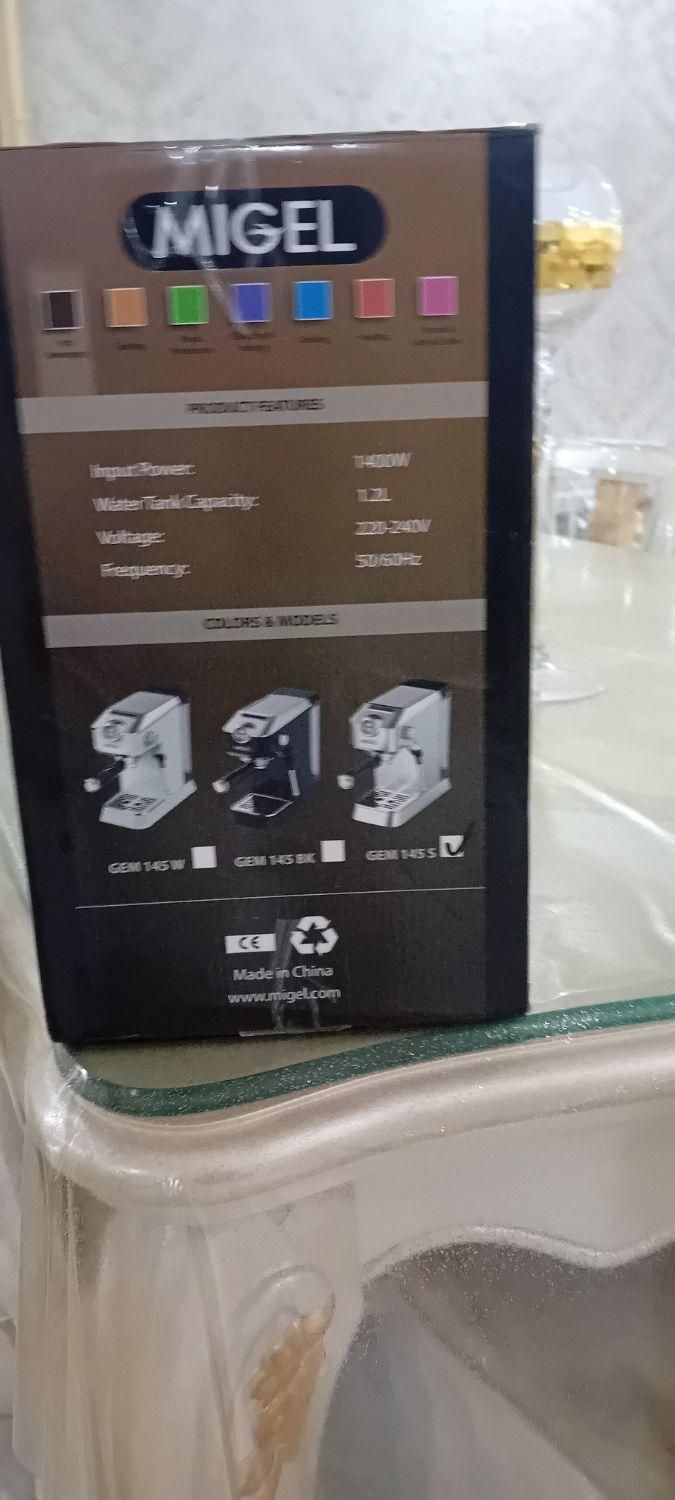 MIGEL
PRODUCT FEATURES
Input Power: 1400W
Water Tank Capacity: 1.2L
Voltage: 220-240V
Frequency: 50/60Hz
COLORS & MODELS
GEM 145 W GEM 145 BK GEM 145 S
CE
Made in China
www.migel.com